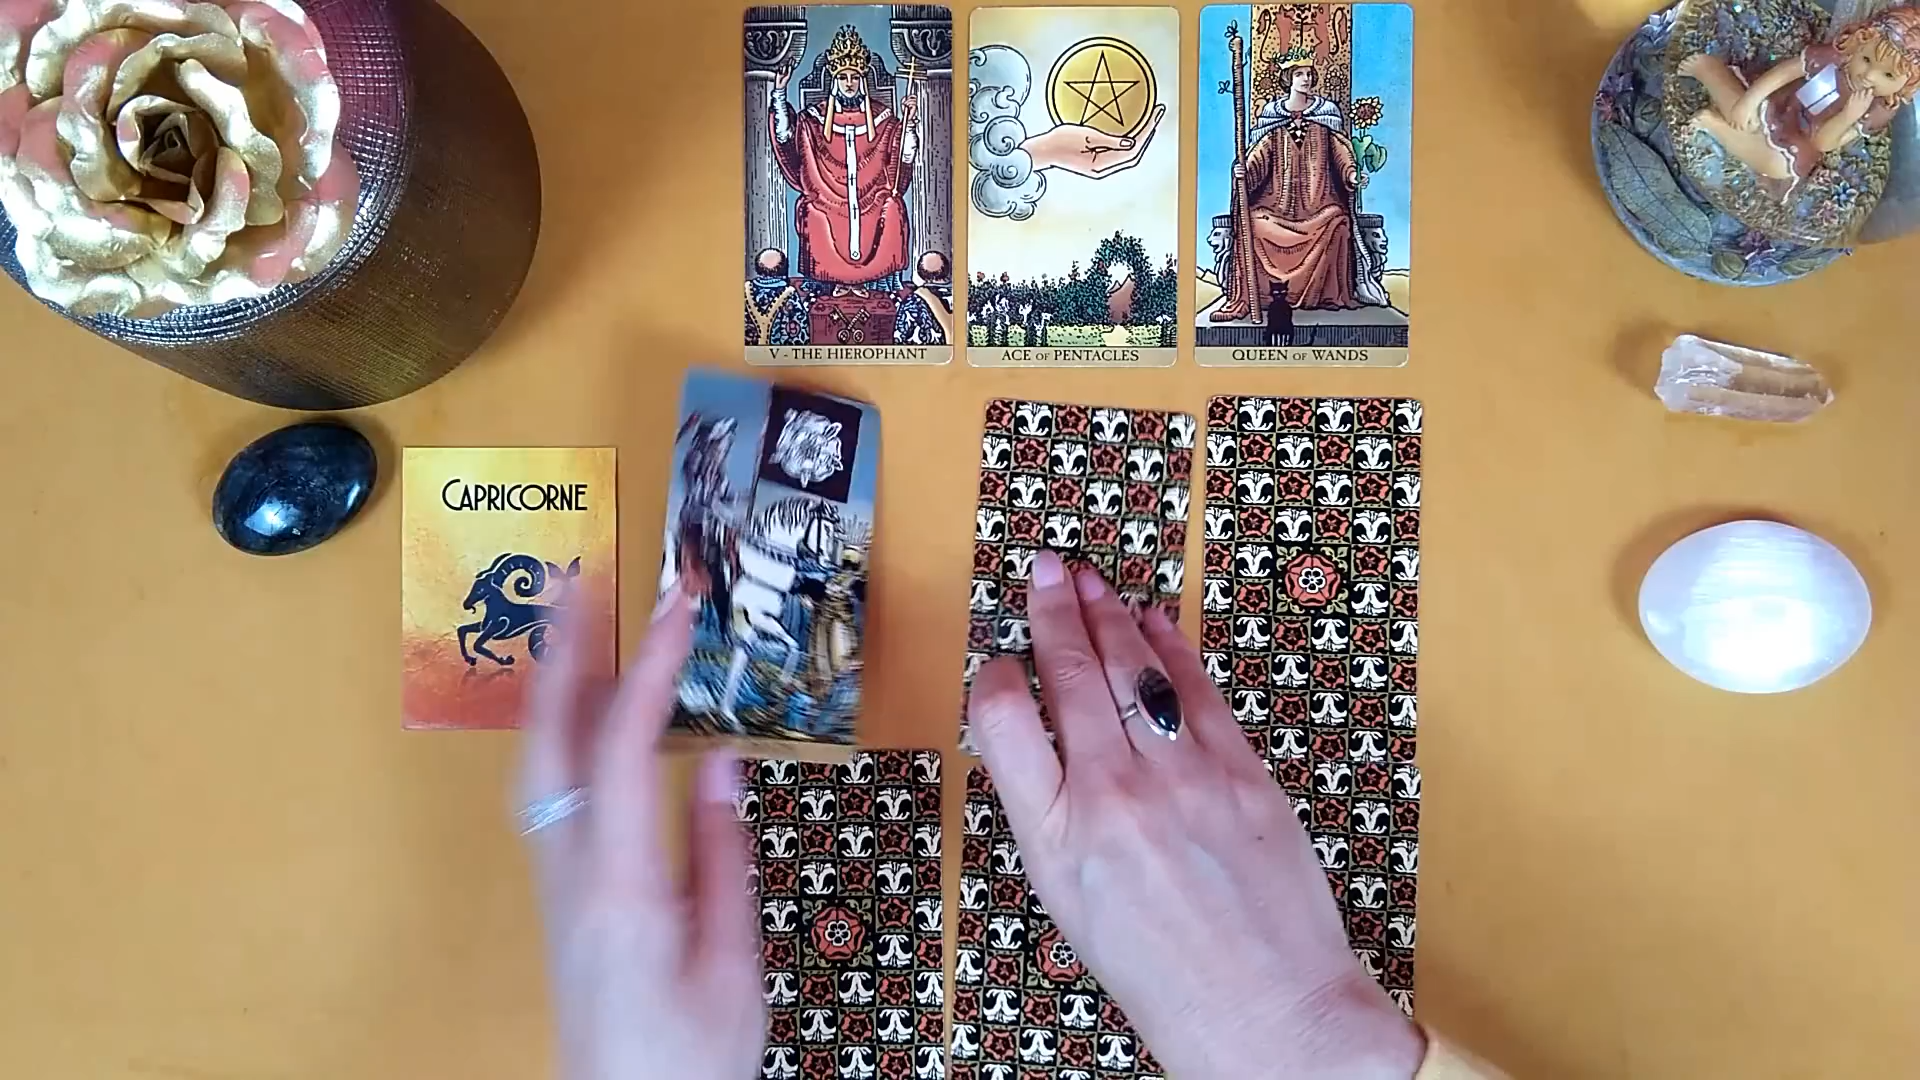 V - THE HIEROPHANT
ACE OF PENTACLES
QUEEN OF WANDS
CAPRICORNE